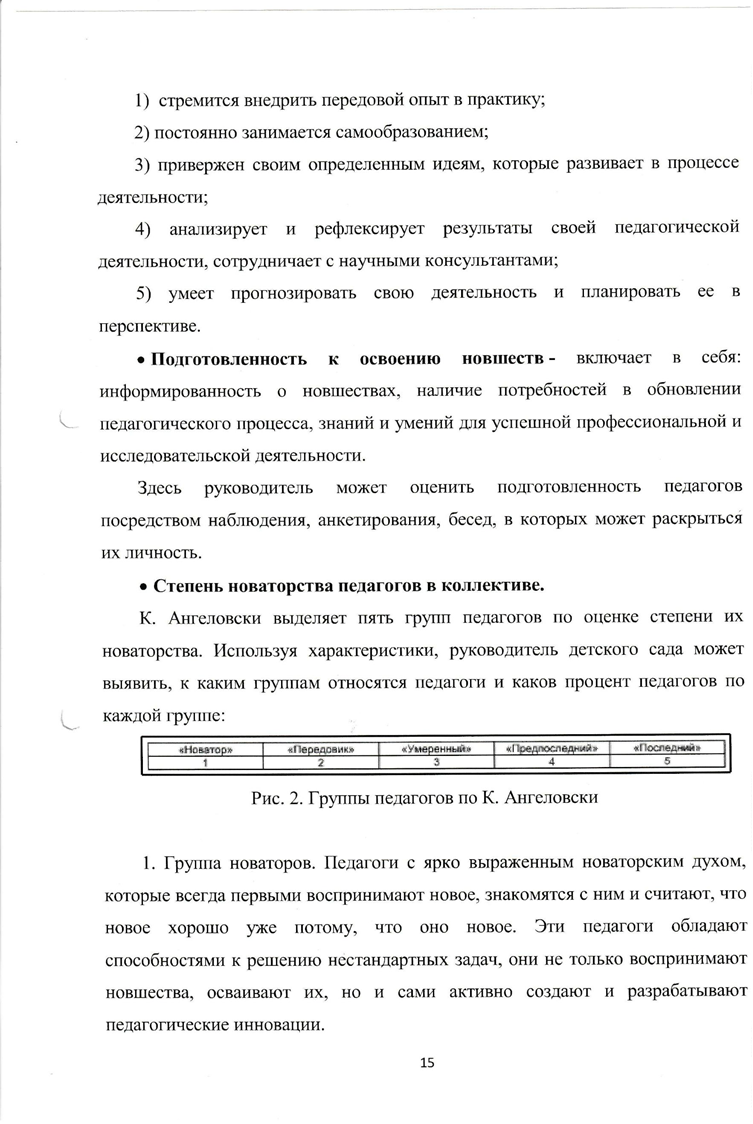 1) стремится внедрить передовой опыт в практику;
2) постоянно занимается самообразованием;
3) привержен своим определенным идеям, которые развивает в процессе
деятельности;
4) анализирует и рефлексирует результаты своей педагогической
деятельности, сотрудничает с научными консультантами;
5) умеет прогнозировать свою деятельность и планировать ее в
перспективе.
• Подготовленность к освоению новшеств - включает в себя:
информированность о новшествах, наличие потребностей в обновлении
педагогического процесса, знаний и умений для успешной профессиональной и
исследовательской деятельности.
Здесь руководитель может оценить подготовленность педагогов
посредством наблюдения, анкетирования, бесед, в которых может раскрыться
их личность.
• Степень новаторства педагогов в коллективе.
К. Ангеловски выделяет пять групп педагогов по оценке степени их
новаторства. Используя характеристики, руководитель детского сада может
выявить, к каким группам относятся педагоги и каков процент педагогов по
каждой группе:
«Новатор» «Передовик» «Умеренный» «Предпоследний» «Последний»
1 2 3 4 5
Рис. 2. Группы педагогов по К. Ангеловски
1. Группа новаторов. Педагоги с ярко выраженным новаторским духом,
которые всегда первыми воспринимают новое, знакомятся с ним и считают, что
новое хорошо уже потому, что оно новое. Эти педагоги обладают
способностями к решению нестандартных задач, они не только воспринимают
новшества, осваивают их, но и сами активно создают и разрабатывают
педагогические инновации.
15